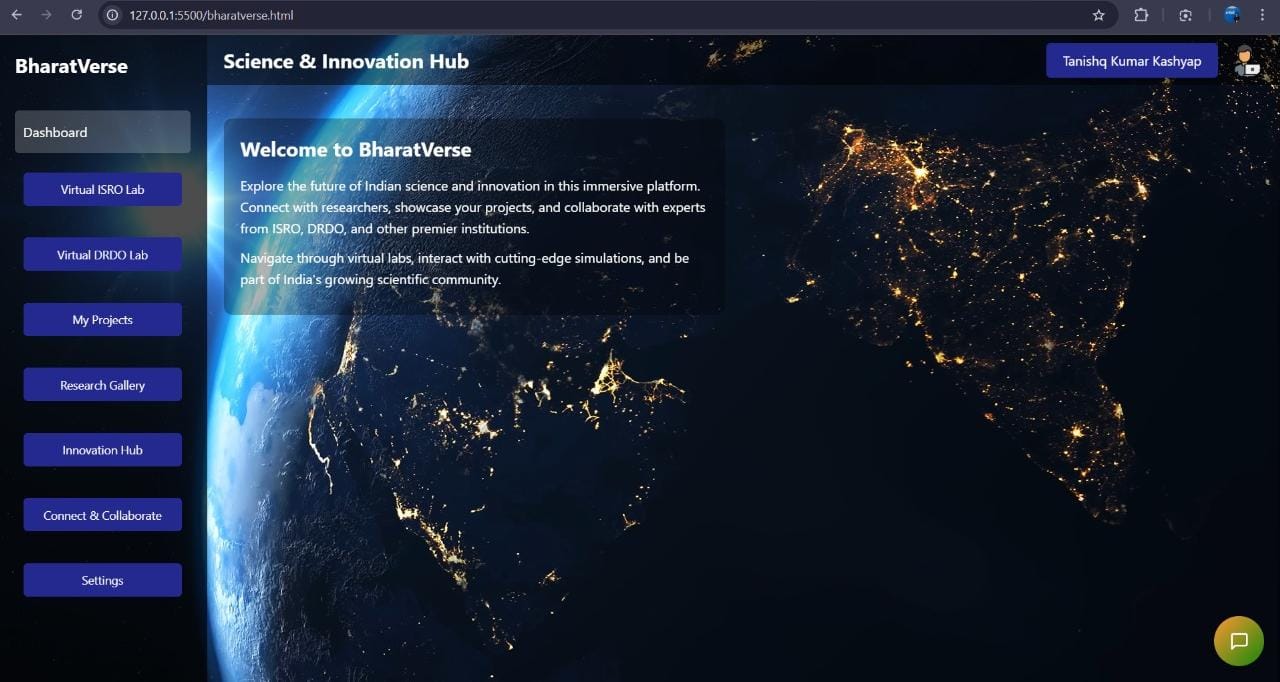 127.0.0.1:5500/bharatverse.html
BharatVerse
Science & Innovation Hub
Tanishq Kumar Kashyap
Dashboard
Virtual ISRO Lab
Virtual DRDO Lab
My Projects
Research Gallery
Innovation Hub
Connect & Collaborate
Settings
Welcome to BharatVerse
Explore the future of Indian science and innovation in this immersive platform.
Connect with researchers, showcase your projects, and collaborate with experts
from ISRO, DRDO, and other premier institutions.
Navigate through virtual labs, interact with cutting-edge simulations, and be
part of India's growing scientific community.